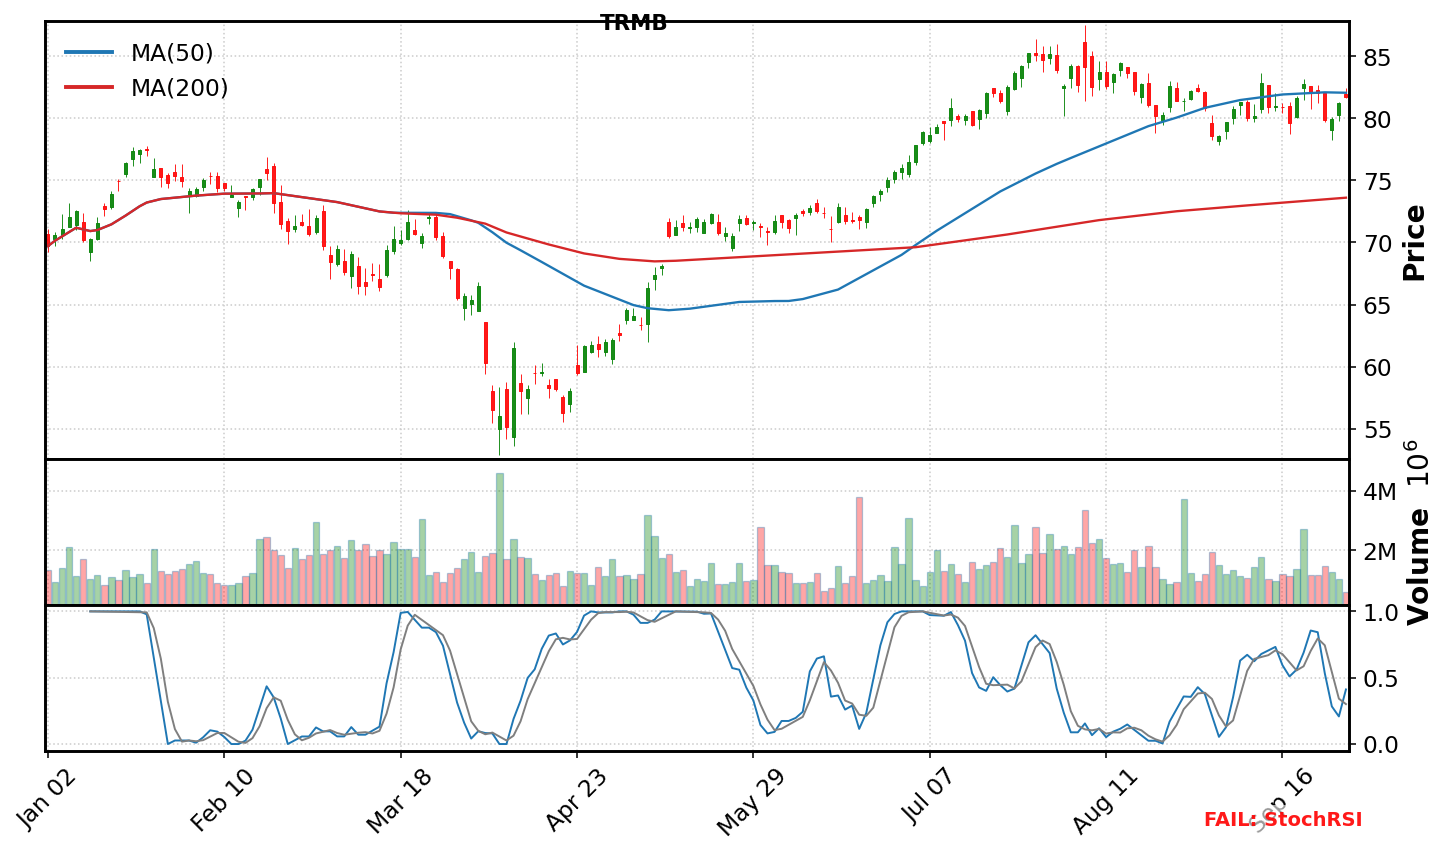 TRMB
MA(50)
MA(200)
85
80
75
70
65
60
55
Price
4M
2M
Volume 10^6
1.0
0.5
0.0
Jan 02
Feb 10
Mar 18
Apr 23
May 29
Jul 07
Aug 11
Sep 16
FAIL: StochRSI